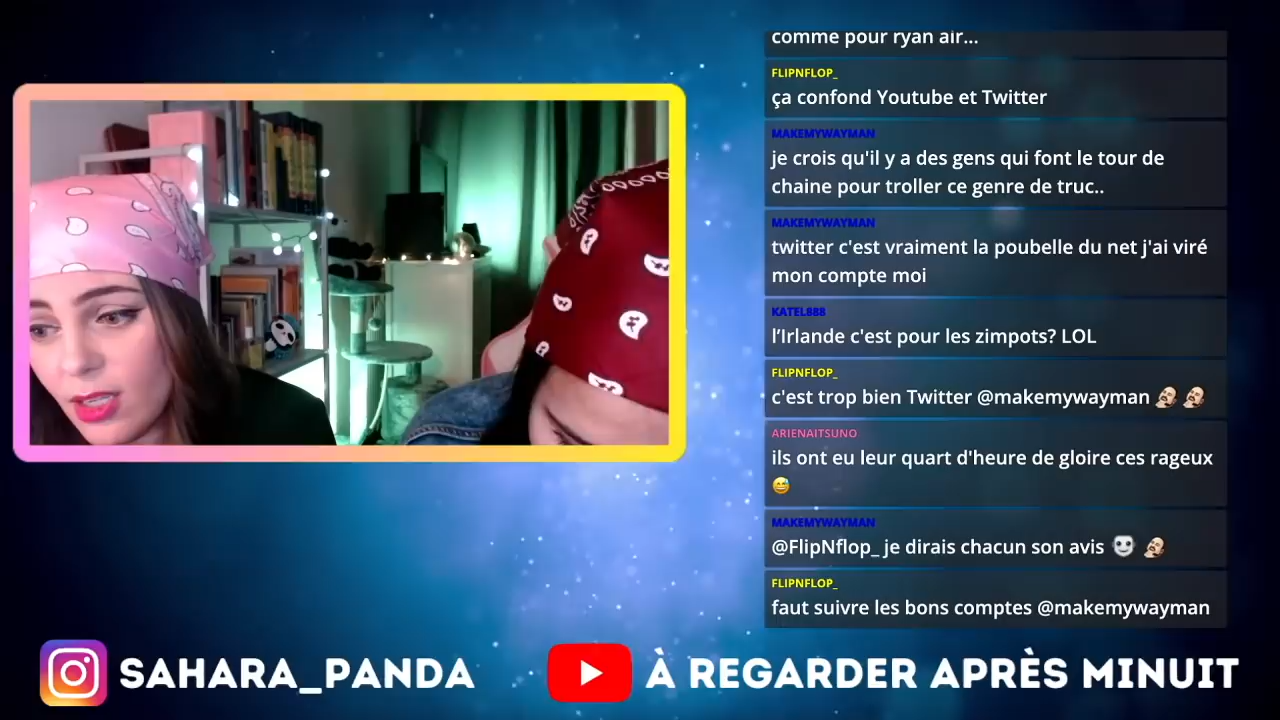 comme pour ryan air...
FLIPNFLOP_
ça confond Youtube et Twitter
MAKEMYWAYMAN
je crois qu'il y a des gens qui font le tour de
chaine pour troller ce genre de truc..
MAKEMYWAYMAN
twitter c'est vraiment la poubelle du net j'ai viré
mon compte moi
KATEL888
l’Irlande c'est pour les zimpots? LOL
FLIPNFLOP_
c'est trop bien Twitter @makemywayman
ARIENAITSUNO
ils ont eu leur quart d'heure de gloire ces rageux
😅
MAKEMYWAYMAN
@FlipNflop_ je dirais chacun son avis
FLIPNFLOP_
faut suivre les bons comptes @makemywayman
SAHARA_PANDA
À REGARDER APRÈS MINUIT